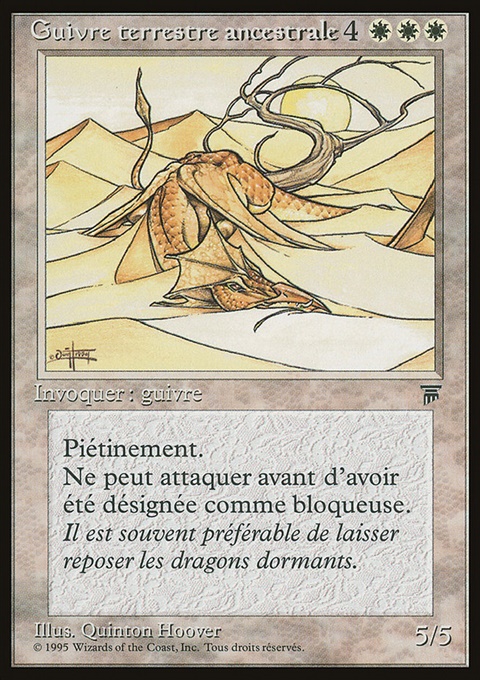 Guivre terrestre ancestrale 4
Invoquer : guivre
Piétinement.
Ne peut attaquer avant d'avoir
été désignée comme bloqueuse.
Il est souvent préférable de laisser
reposer les dragons dormants.
Illus. Quinton Hoover
5/5
© 1995 Wizards of the Coast, Inc. Tous droits réservés.